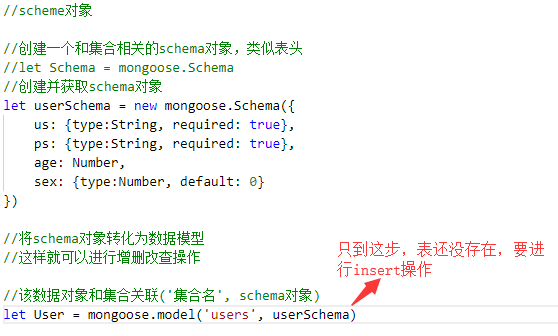 //scheme对象
//创建一个和集合相关的schema对象，类似表头
//let Schema = mongoose.Schema
//创建并获取schema对象
let userSchema = new mongoose.Schema({
    us: {type:String, required: true},
    ps: {type:String, required: true},
    age: Number,
    sex: {type:Number, default: 0}
})
//将schema对象转化为数据模型
//这样就可以进行增删改查操作
只到这步，表还没存在，要进
行insert操作
//该数据对象和集合关联('集合名', schema对象)
let User = mongoose.model('users', userSchema)